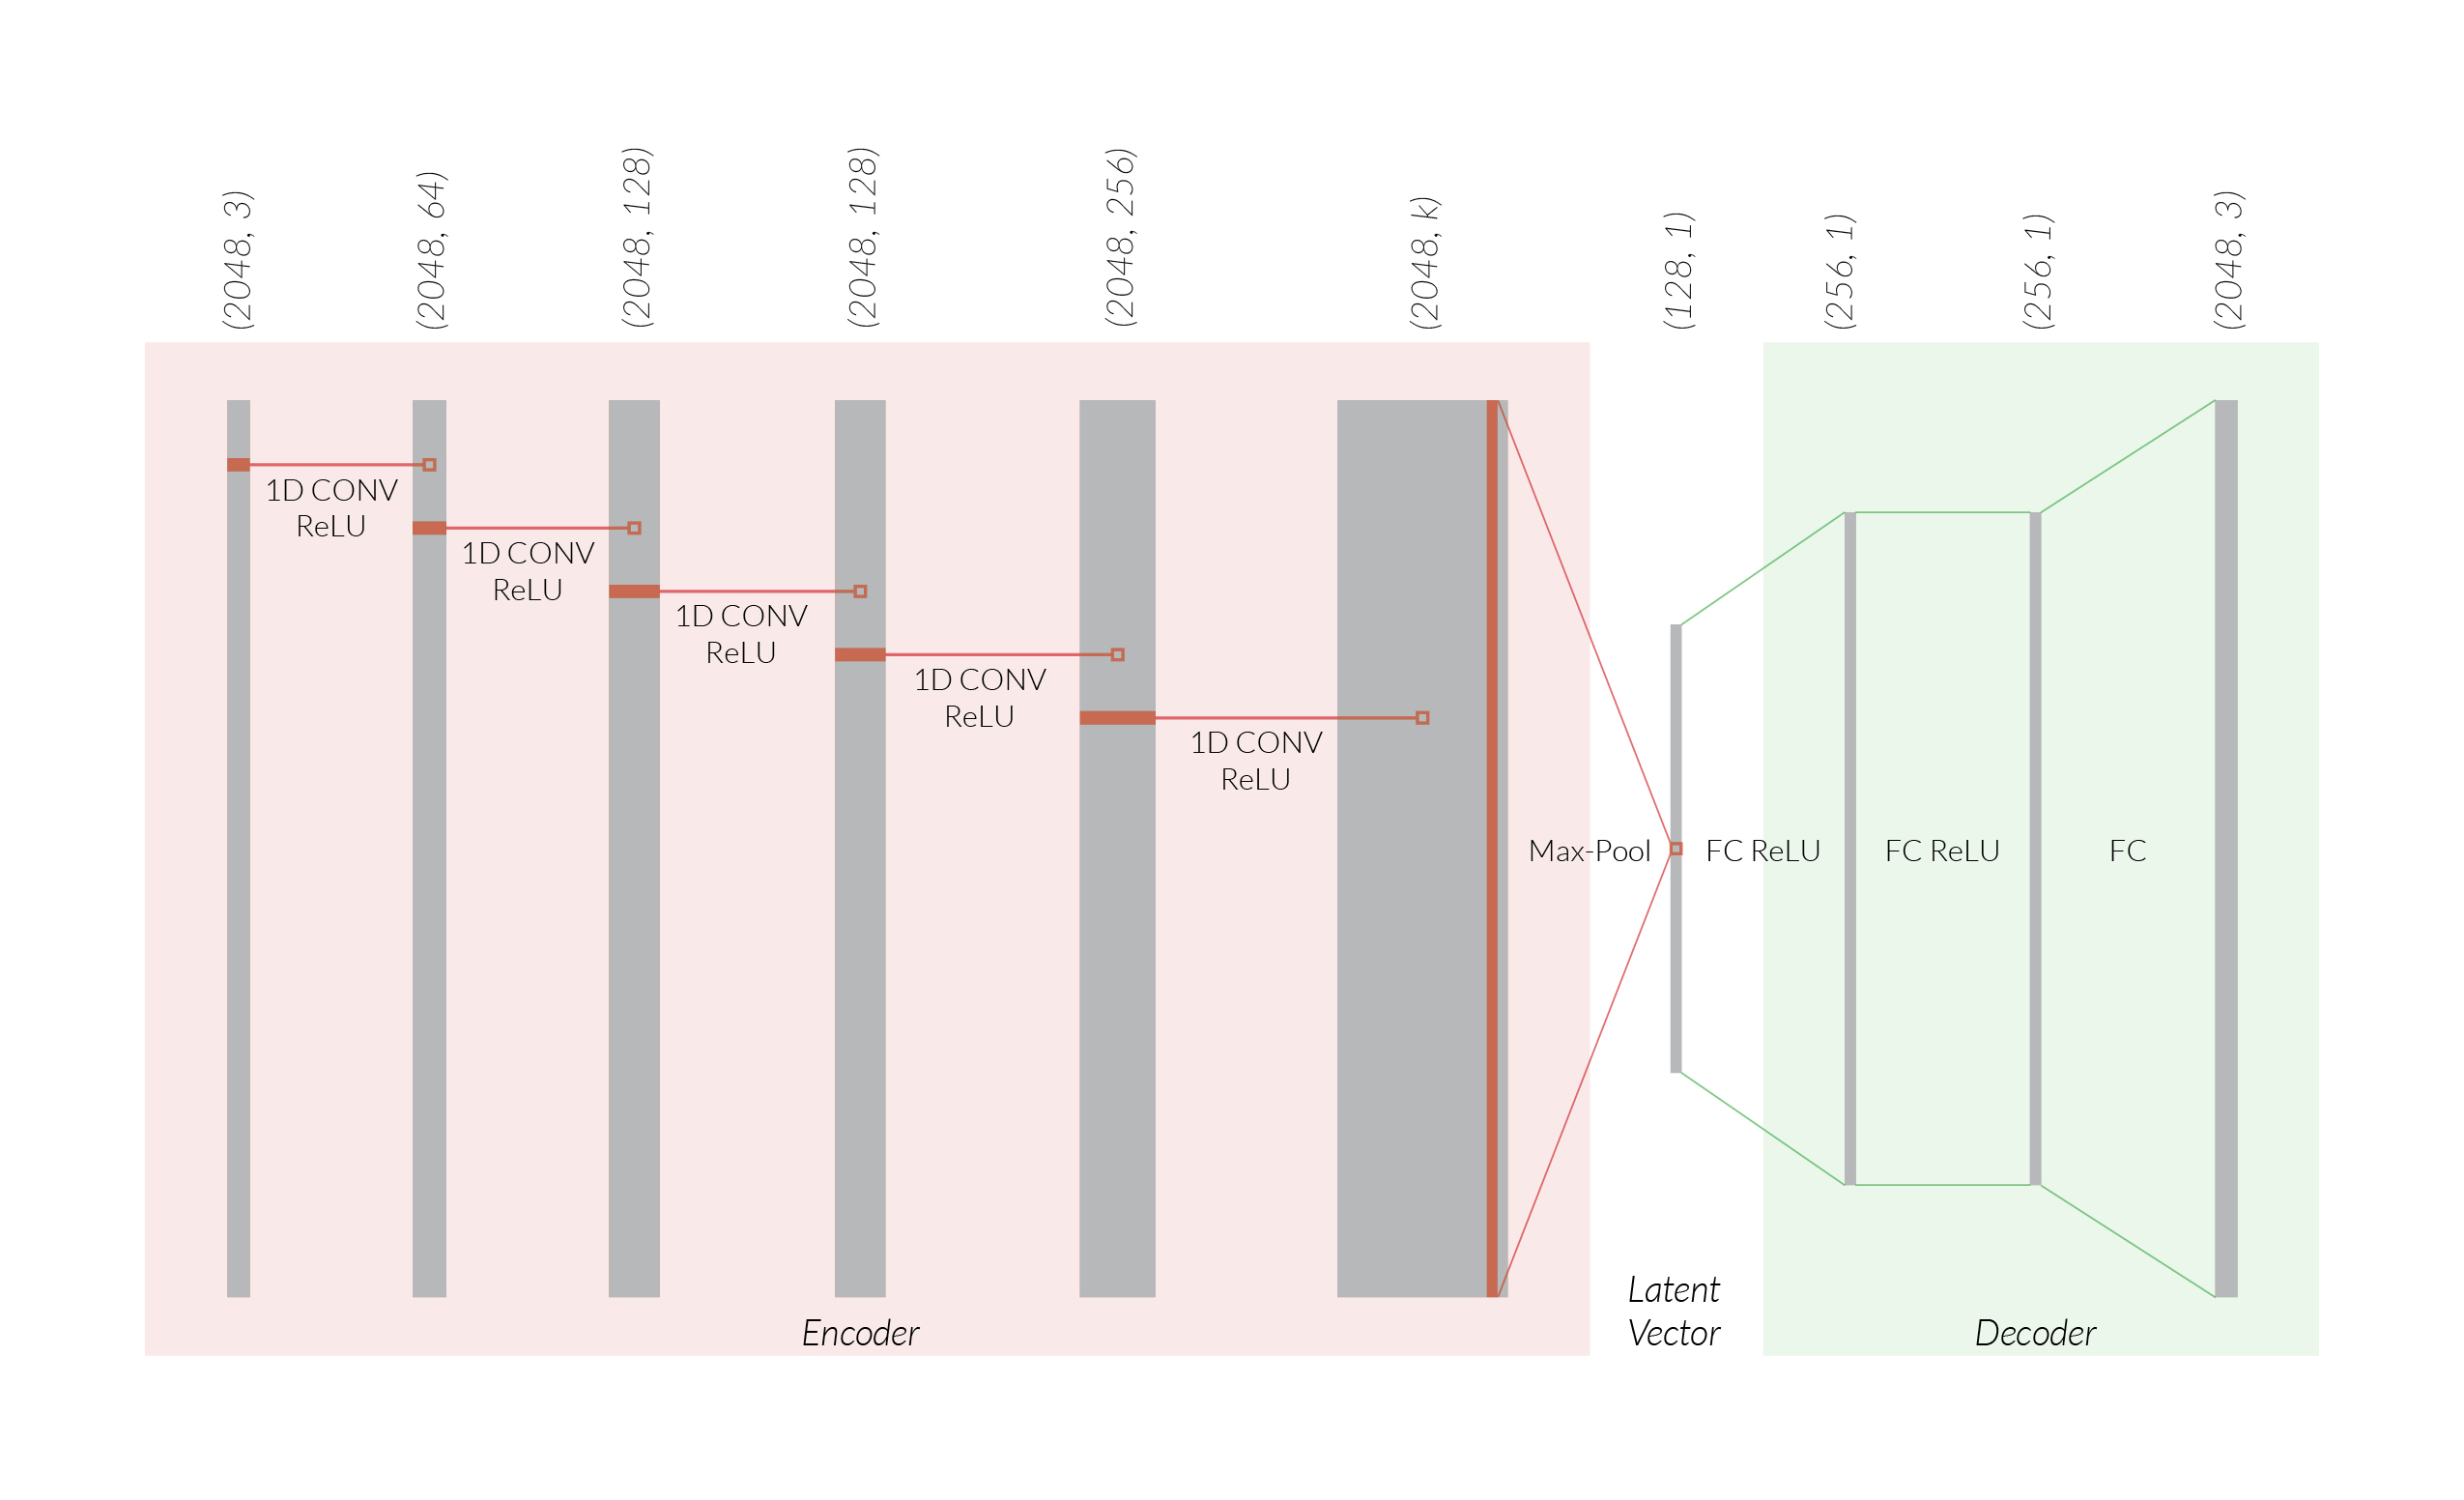 (2048, 3)
(2048, 64)
(2048, 128)
(2048, 128)
(2048, 256)
(2048, k)
(128, 1)
(256, 1)
(256, 1)
(2048, 3)
1D CONV
ReLU
1D CONV
ReLU
1D CONV
ReLU
1D CONV
ReLU
1D CONV
ReLU
Max-Pool
FC ReLU
FC ReLU
FC
Encoder
Latent
Vector
Decoder